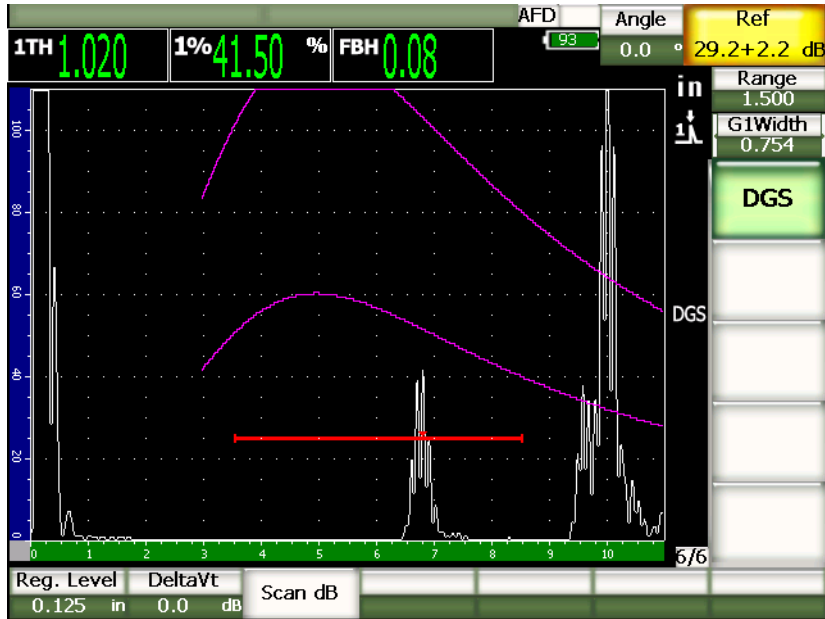 AFD
Angle
Ref
1TH 1.020
1% 41.50 %
FBH 0.08
93
0.0 °
29.2+2.2 dB
in
Range
1.500
1
G1Width
0.754
DGS
DGS
100
80
60
40
20
0
0 1 2 3 4 5 6 7 8 9 10
6/6
Reg. Level
DeltaVt
Scan dB
0.125 in
0.0 dB